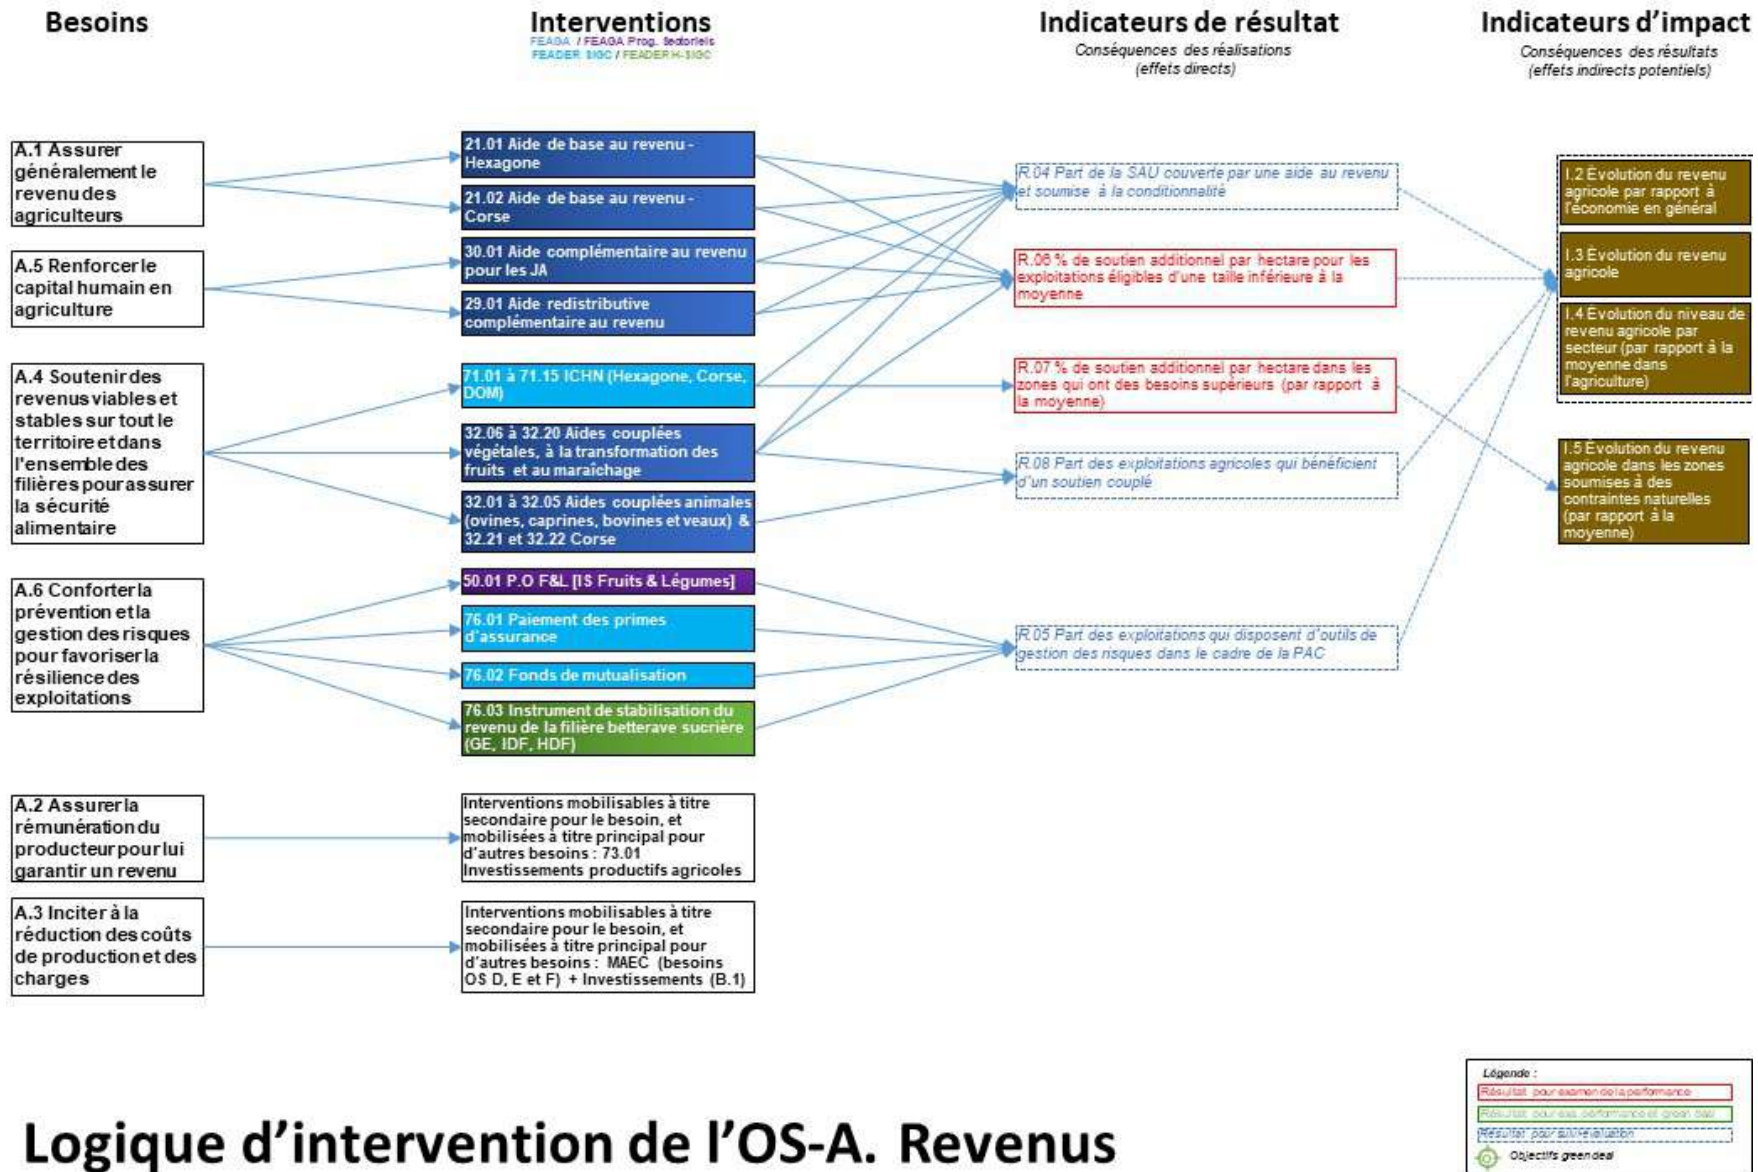 Besoins
Interventions
FEAGA / FEAGA Prog. Sectoriels
FEADER SIGC / FEADER H-SIGC
Indicateurs de résultat
Conséquences des réalisations
(effets directs)
Indicateurs d’impact
Conséquences des résultats
(effets indirects potentiels)
A.1 Assurer
généralement le
revenu des
agriculteurs
A.5 Renforcer le
capital humain en
agriculture
A.4 Soutenir des
revenus viables et
stables sur tout le
territoire et dans
l'ensemble des
filières pour assurer
la sécurité
alimentaire
A.6 Conforter la
prévention et la
gestion des risques
pour favoriser la
résilience des
exploitations
A.2 Assurer la
rémunération du
producteur pour lui
garantir un revenu
A.3 Inciter à la
réduction des coûts
de production et des
charges
21.01 Aide de base au revenu -
Hexagone
21.02 Aide de base au revenu -
Corse
30.01 Aide complémentaire au revenu
pour les JA
29.01 Aide redistributive
complémentaire au revenu
71.01 à 71.15 ICHN (Hexagone, Corse,
DOM)
32.06 à 32.20 Aides couplées
végétales, à la transformation des
fruits et au maraîchage
32.01 à 32.05 Aides couplées animales
(ovines, caprines, bovines et veaux) &
32.21 et 32.22 Corse
50.01 P.O F&L [IS Fruits & Légumes]
76.01 Paiement des primes
d'assurance
76.02 Fonds de mutualisation
76.03 Instrument de stabilisation du
revenu de la filière betterave sucrière
(GE, IDF, HDF)
Interventions mobilisables à titre
secondaire pour le besoin, et
mobilisées à titre principal pour
d'autres besoins : 73.01
Investissements productifs agricoles
Interventions mobilisables à titre
secondaire pour le besoin, et
mobilisées à titre principal pour
d'autres besoins : MAEC (besoins
OS D, E et F) + Investissements (B.1)
R.04 Part de la SAU couverte par une aide au revenu
et soumise à la conditionnalité
R.06 % de soutien additionnel par hectare pour les
exploitations éligibles d'une taille inférieure à la
moyenne
R.07 % de soutien additionnel par hectare dans les
zones qui ont des besoins supérieurs (par rapport à
la moyenne)
R.08 Part des exploitations agricoles qui bénéficient
d'un soutien couplé
R.05 Part des exploitations qui disposent d'outils de
gestion des risques dans le cadre de la PAC
I.2 Évolution du revenu
agricole par rapport à
l'économie en général
I.3 Évolution du revenu
agricole
I.4 Évolution du niveau de
revenu agricole par
secteur (par rapport à la
moyenne dans
l'agriculture)
I.5 Évolution du revenu
agricole dans les zones
soumises à des
contraintes naturelles
(par rapport à la
moyenne)
Logique d’intervention de l’OS-A. Revenus
Légende :
Résultat pour examen de la performance
Résultat pour exa. performance et green deal
Résultat pour suivi-évaluation
Objectifs green deal